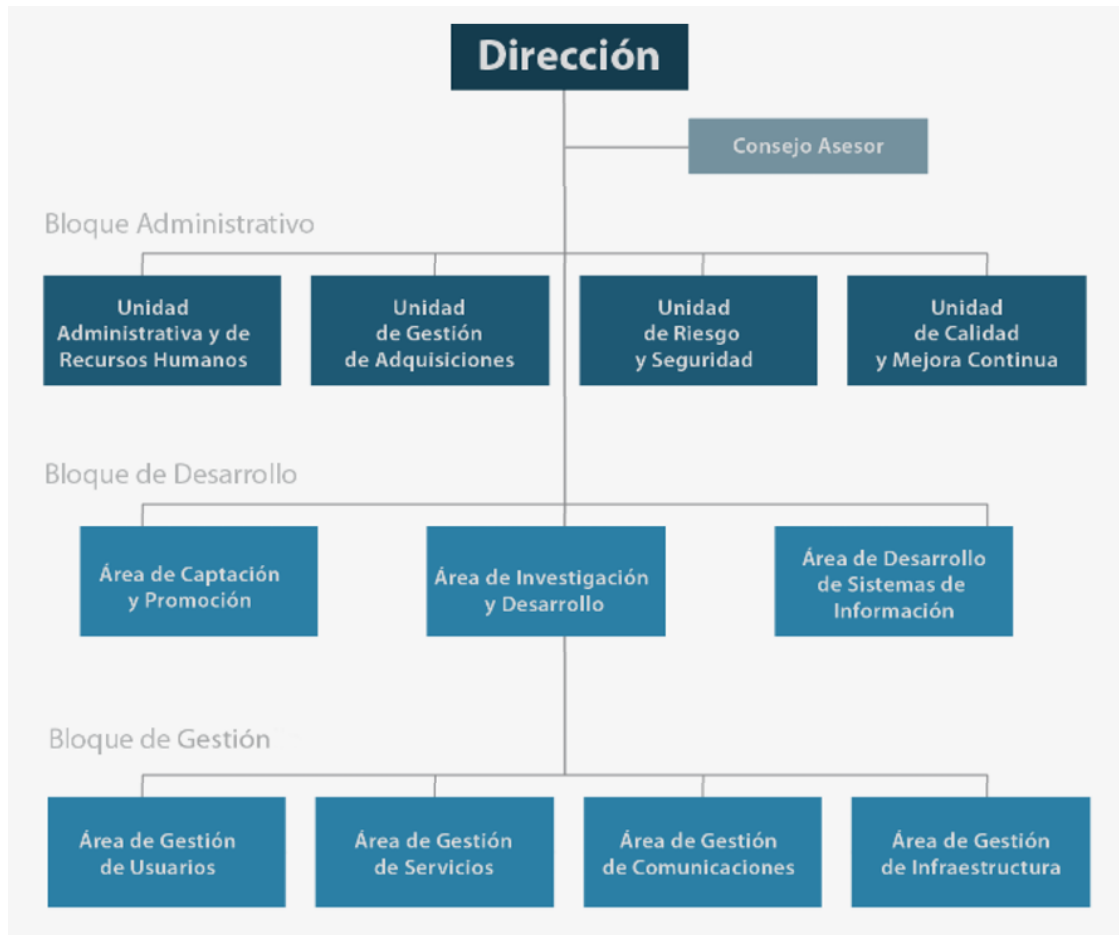 Dirección
Consejo Asesor
Bloque Administrativo
Unidad
Administrativa y de
Recursos Humanos
Unidad
de Gestión
de Adquisiciones
Unidad
de Riesgo
y Seguridad
Unidad
de Calidad
y Mejora Continua
Bloque de Desarrollo
Área de Captación
y Promoción
Área de Investigación
y Desarrollo
Área de Desarrollo
de Sistemas de
Información
Bloque de Gestión
Área de Gestión
de Usuarios
Área de Gestión
de Servicios
Área de Gestión
de Comunicaciones
Área de Gestión
de Infraestructura